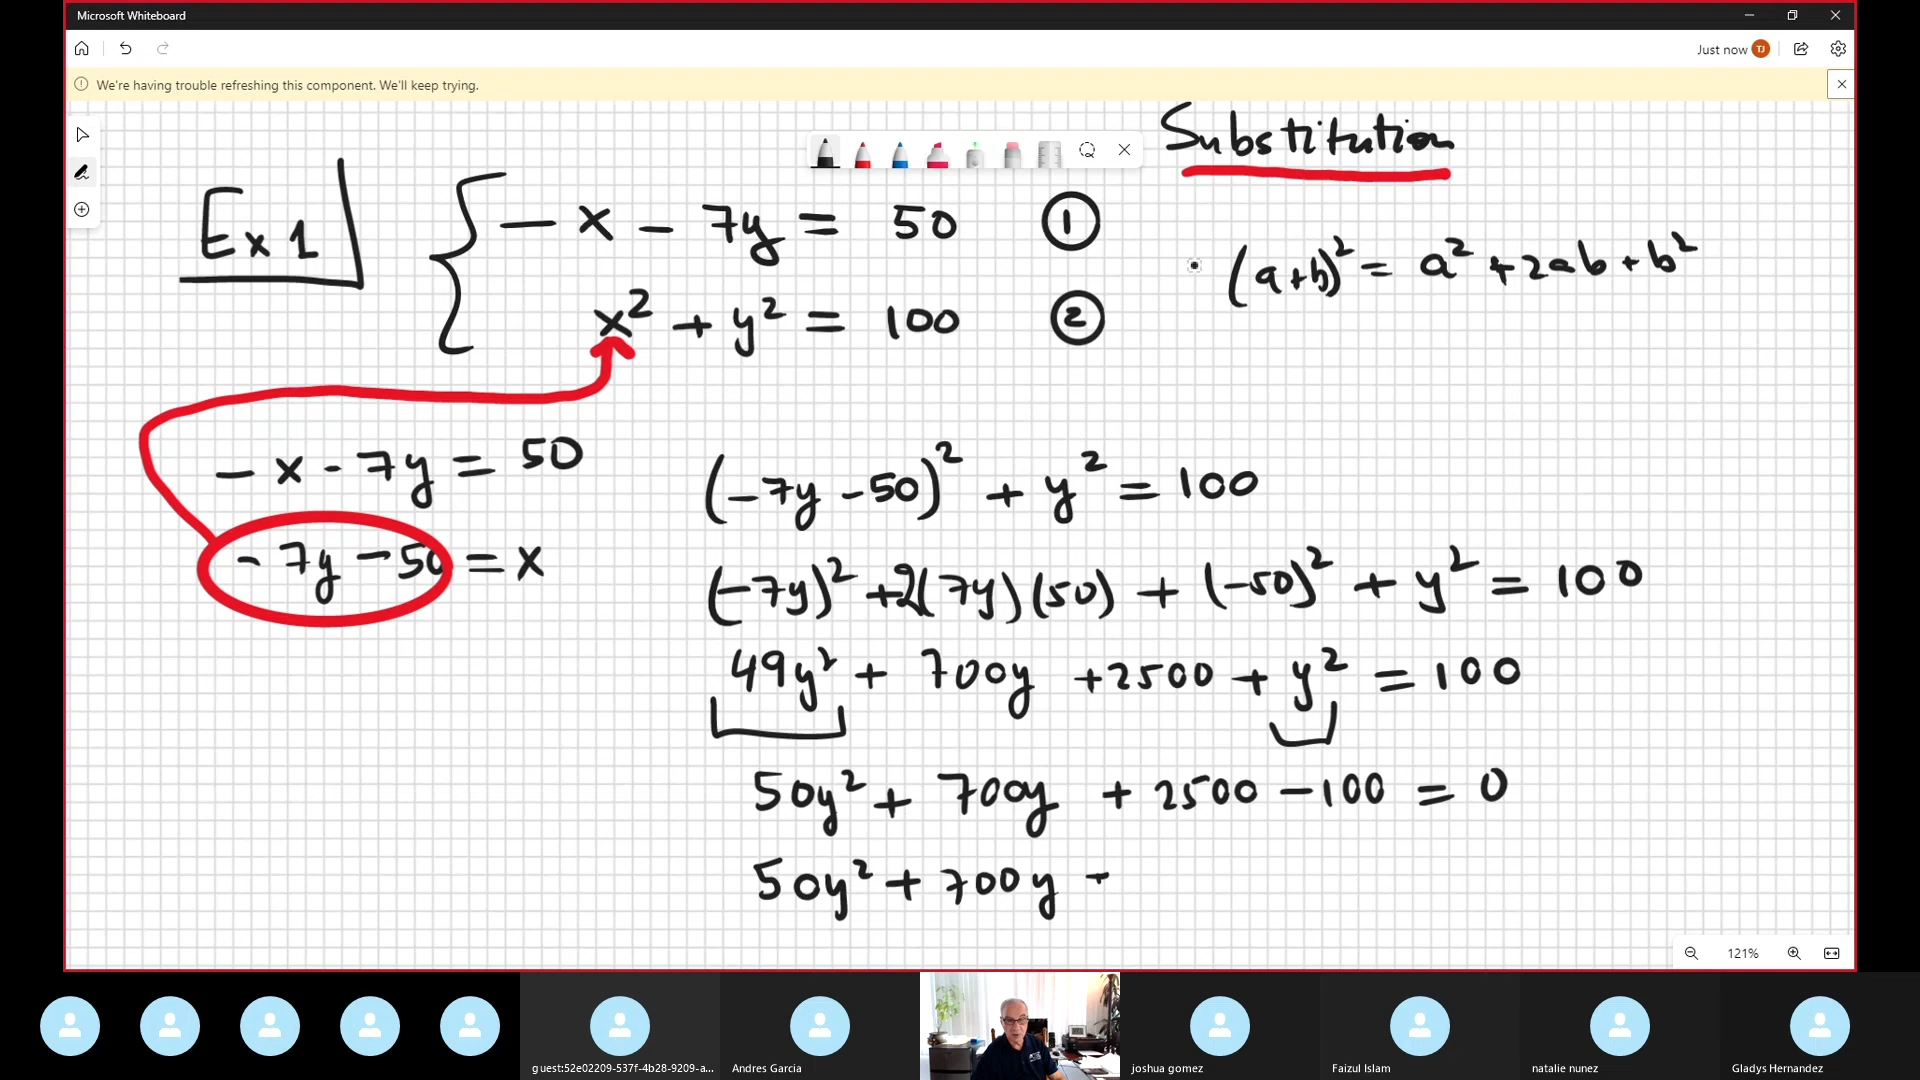 Microsoft Whiteboard
Just now TJ
We're having trouble refreshing this component. We'll keep trying.
Substitution
Ex 1
- x - 7y = 50 ①
x² + y² = 100 ②
(a+b)² = a² + 2ab + b²
- x - 7y = 50
- 7y - 50 = x
(-7y - 50)² + y² = 100
(-7y)² + 2(7y)(50) + (-50)² + y² = 100
49y² + 700y + 2500 + y² = 100
50y² + 700y + 2500 - 100 = 0
50y² + 700y -
121%
guest:52e02209-537f-4b28-9209-a...
Andres Garcia
joshua gomez
Faizul Islam
natalie nunez
Gladys Hernandez